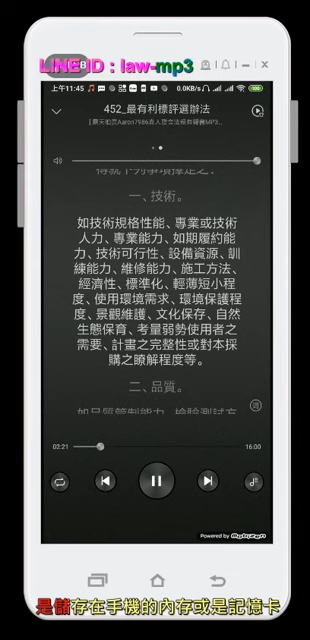 LINE ID：law-mp3
上午11:45
0.0KB/s
452_最有利標評選辦法
一、技術。
如技術規格性能、專業或技術
人力、專業能力、如期履約能
力、技術可行性、設備資源、訓
練能力、維修能力、施工方法、
經濟性、標準化、輕薄短小程
度、使用環境需求、環境保護程
度、景觀維護、文化保存、自然
生態保育、考量弱勢使用者之
需要、計畫之完整性或對本採
購之瞭解程度等。
二、品質。
02:21
16:00
Powered by
是儲存在手機的內存或是記憶卡